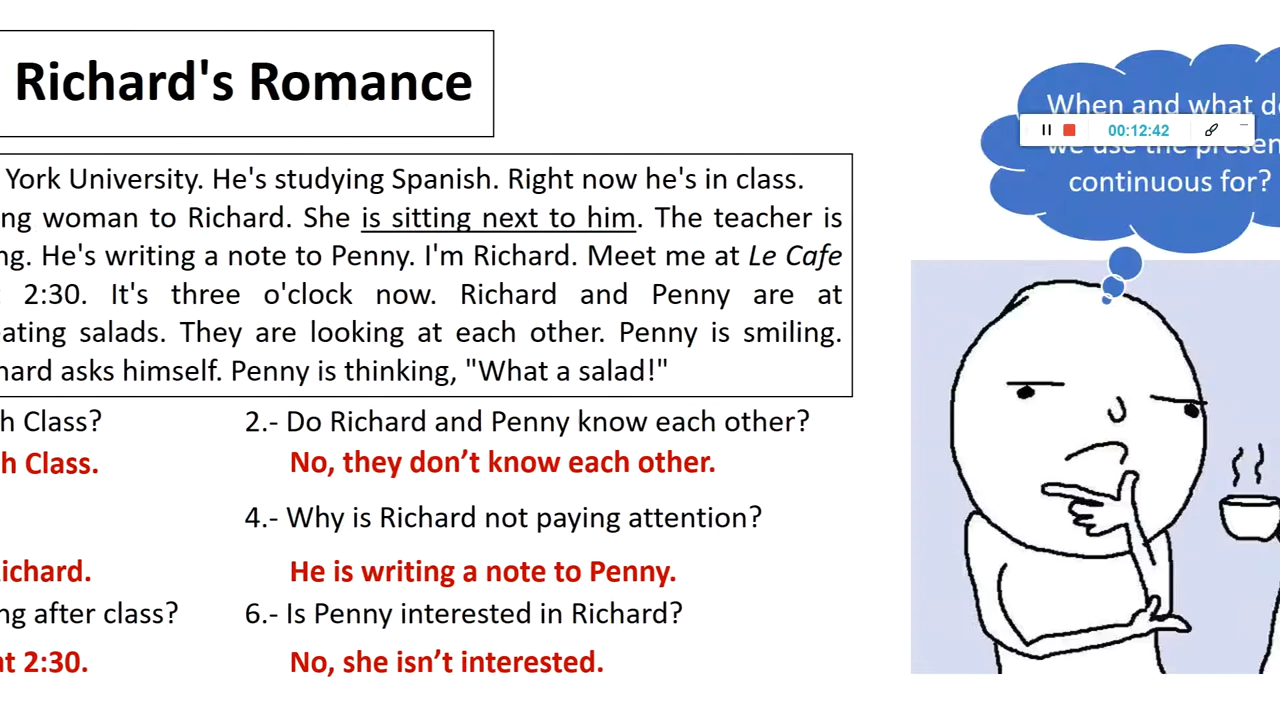 Richard's Romance
York University. He's studying Spanish. Right now he's in class.
woman to Richard. She is sitting next to him. The teacher is
He's writing a note to Penny. I'm Richard. Meet me at Le Cafe
2:30. It's three o'clock now. Richard and Penny are at
salads. They are looking at each other. Penny is smiling.
asks himself. Penny is thinking, "What a salad!"
Class?
2.- Do Richard and Penny know each other?
Class.
No, they don’t know each other.
4.- Why is Richard not paying attention?
He is writing a note to Penny.
after class?
6.- Is Penny interested in Richard?
2:30.
No, she isn’t interested.
When and what
00:12:42
we use the
continuous for?